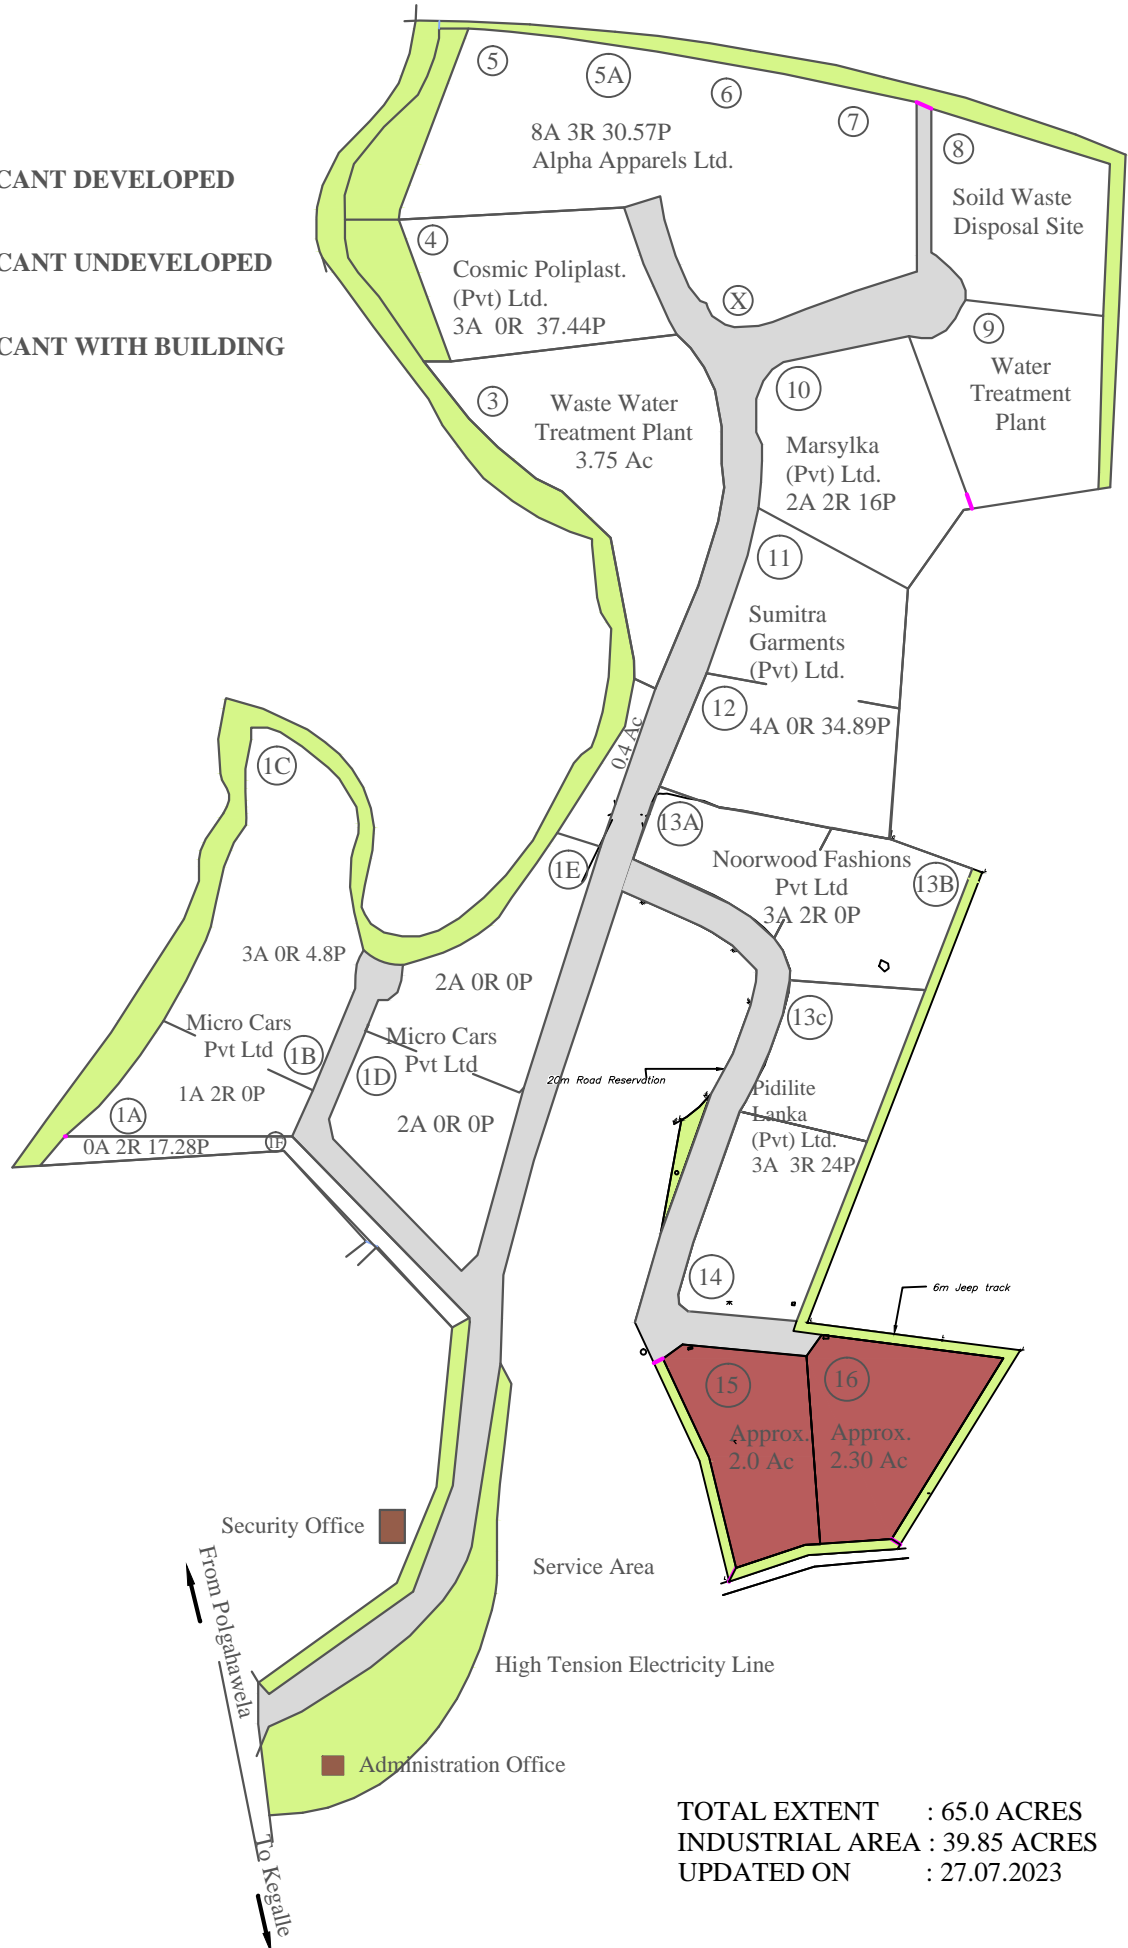 5
5A
6
7
8A 3R 30.57P
Alpha Apparels Ltd.
8
Soild Waste
Disposal Site
CANT DEVELOPED
CANT UNDEVELOPED
CANT WITH BUILDING
4
Cosmic Poliplast.
(Pvt) Ltd.
3A 0R 37.44P
X
9
Water
Treatment
Plant
3
Waste Water
Treatment Plant
3.75 Ac
10
Marsylka
(Pvt) Ltd.
2A 2R 16P
11
Sumitra
Garments
(Pvt) Ltd.
12
4A 0R 34.89P
0.4 Ac
1C
13A
Noorwood Fashions
Pvt Ltd
3A 2R 0P
13B
1E
3A 0R 4.8P
2A 0R 0P
Micro Cars
Pvt Ltd
1B
1A 2R 0P
Micro Cars
Pvt Ltd
1D
2A 0R 0P
13c
20m Road Reservation
Pidilite
Lanka
(Pvt) Ltd.
3A 3R 24P
1A
0A 2R 17.28P
1F
14
6m Jeep track
15
Approx.
2.0 Ac
16
Approx.
2.30 Ac
Security Office
Service Area
From Polgahawela
High Tension Electricity Line
Administration Office
To Kegalle
TOTAL EXTENT : 65.0 ACRES
INDUSTRIAL AREA : 39.85 ACRES
UPDATED ON : 27.07.2023